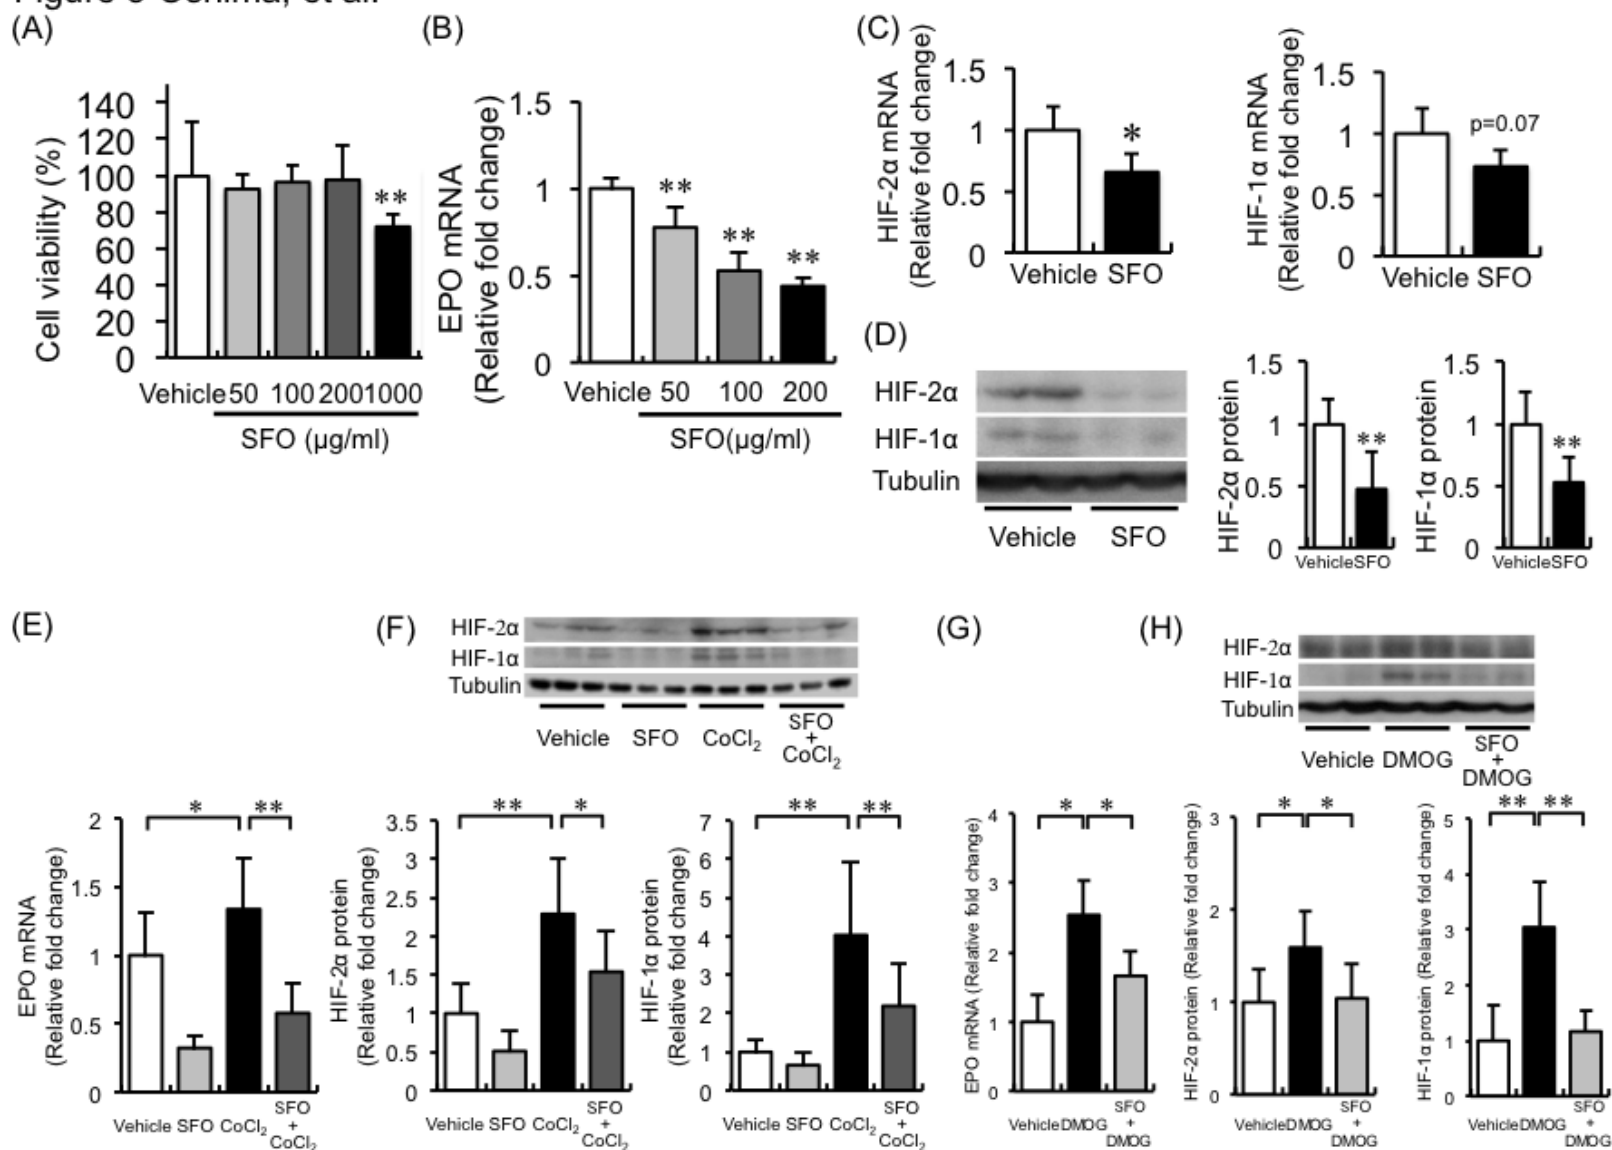 Figure 6 Oshima, et al.
(A)
Cell viability (%)
140
120
100
80
60
40
20
0
**
Vehicle 50 100 200 1000
SFO (μg/ml)
(B)
EPO mRNA
(Relative fold change)
1.5
1
0.5
0
**
**
**
Vehicle 50 100 200
SFO(μg/ml)
(C)
HIF-2α mRNA
(Relative fold change)
1.5
1
0.5
0
*
Vehicle SFO
HIF-1α mRNA
(Relative fold change)
1.5
1
0.5
0
p=0.07
Vehicle SFO
(D)
HIF-2α
HIF-1α
Tubulin
Vehicle SFO
HIF-2α protein
1.5
1
0.5
0
**
Vehicle SFO
HIF-1α protein
1.5
1
0.5
0
**
Vehicle SFO
(E)
EPO mRNA
(Relative fold change)
2
1.5
1
0.5
0
* **
Vehicle SFO CoCl2 SFO
+
CoCl2
(F)
HIF-2α
HIF-1α
Tubulin
Vehicle SFO CoCl2 SFO
+
CoCl2
HIF-2α protein
(Relative fold change)
3.5
3
2.5
2
1.5
1
0.5
0
** *
Vehicle SFO CoCl2 SFO
+
CoCl2
HIF-1α protein
(Relative fold change)
7
6
5
4
3
2
1
0
** **
Vehicle SFO CoCl2 SFO
+
CoCl2
(G)
EPO mRNA (Relative fold change)
4
3
2
1
0
* *
Vehicle DMOG SFO
+
DMOG
(H)
HIF-2α
HIF-1α
Tubulin
Vehicle DMOG SFO
+
DMOG
HIF-2α protein (Relative fold change)
3
2
1
0
* *
Vehicle DMOG SFO
+
DMOG
HIF-1α protein (Relative fold change)
5
4
3
2
1
0
** **
Vehicle DMOG SFO
+
DMOG